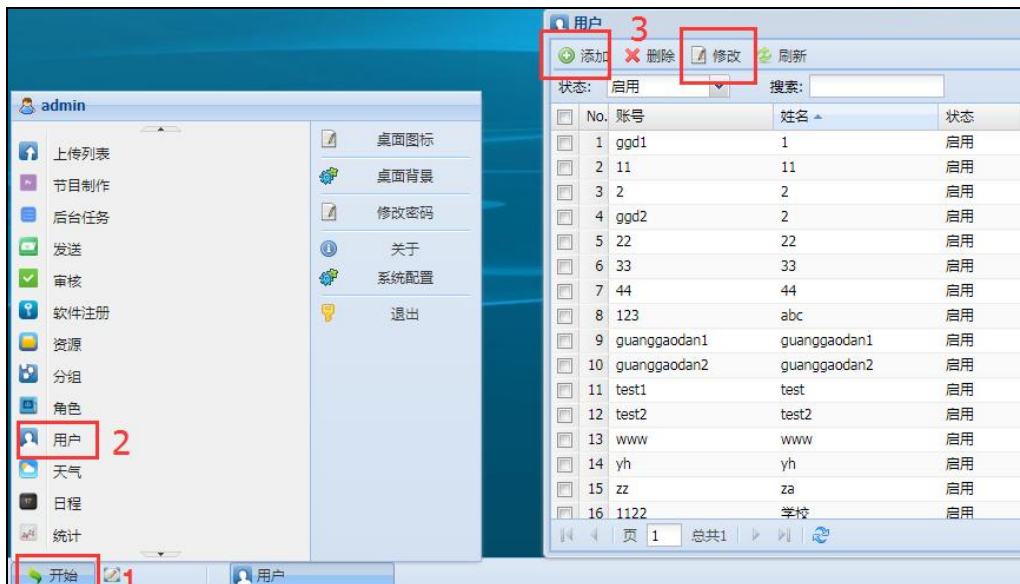 admin
上传列表
节目制作
后台任务
发送
审核
软件注册
资源
分组
角色
用户
2
天气
日程
统计
桌面图标
桌面背景
修改密码
关于
系统配置
退出
开始
1
用户
用户
3
添加 删除 修改 刷新
状态: 启用 搜索:
No. 账号 姓名 状态
1 ggd1 1 启用
2 11 11 启用
3 2 2 启用
4 ggd2 2 启用
5 22 22 启用
6 33 33 启用
7 44 44 启用
8 123 abc 启用
9 guanggaodan1 guanggaodan1 启用
10 guanggaodan2 guanggaodan2 启用
11 test1 test 启用
12 test2 test2 启用
13 www www 启用
14 yh yh 启用
15 zz za 启用
16 1122 学校 启用
页 1 总共1